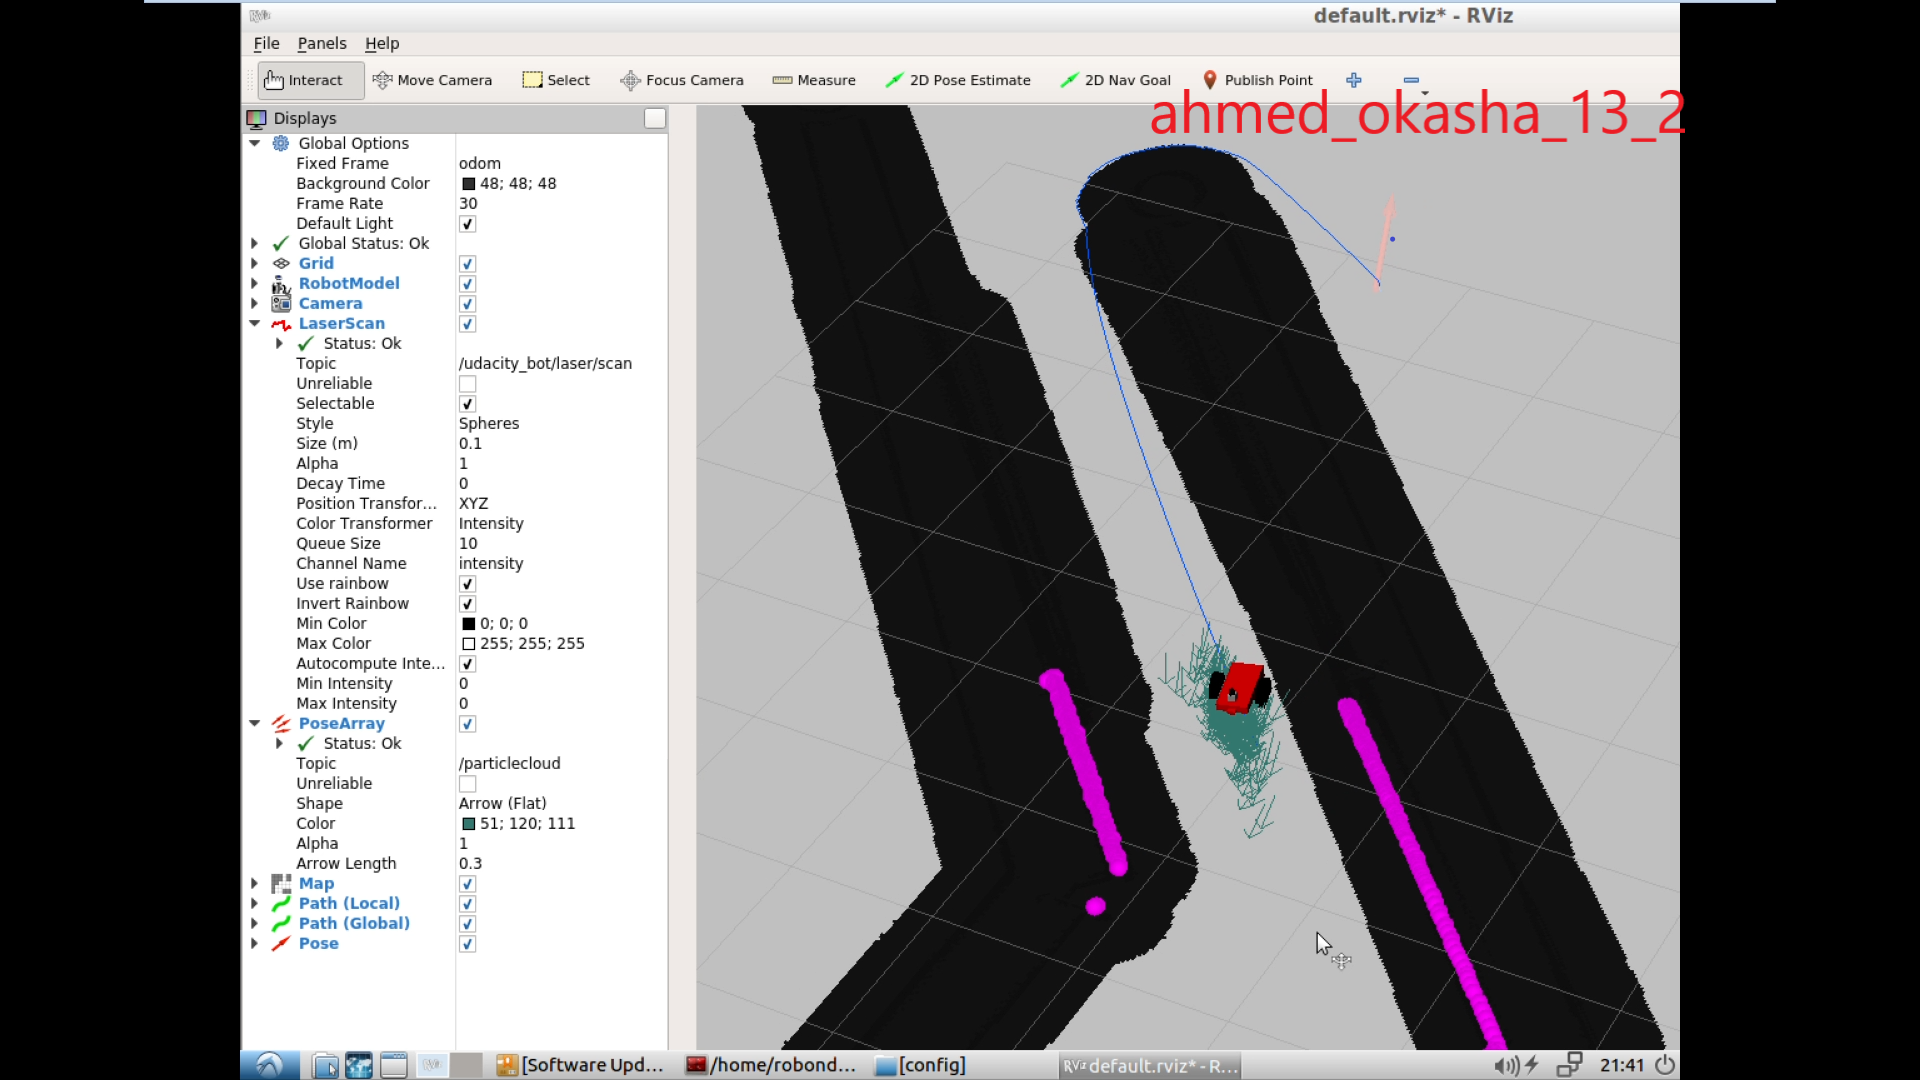 RViz
default.rviz* - RViz
File Panels Help
Interact Move Camera Select Focus Camera Measure 2D Pose Estimate 2D Nav Goal Publish Point
ahmed_okasha_13_2
Displays
Global Options
Fixed Frame odom
Background Color 48; 48; 48
Frame Rate 30
Default Light
Global Status: Ok
Grid
RobotModel
Camera
LaserScan
Status: Ok
Topic /udacity_bot/laser/scan
Unreliable
Selectable
Style Spheres
Size (m) 0.1
Alpha 1
Decay Time 0
Position Transfor... XYZ
Color Transformer Intensity
Queue Size 10
Channel Name intensity
Use rainbow
Invert Rainbow
Min Color 0; 0; 0
Max Color 255; 255; 255
Autocompute Inte...
Min Intensity 0
Max Intensity 0
PoseArray
Status: Ok
Topic /particlecloud
Unreliable
Shape Arrow (Flat)
Color 51; 120; 111
Alpha 1
Arrow Length 0.3
Map
Path (Local)
Path (Global)
Pose
[Software Upd... /home/robond... [config] RViz default.rviz* - R... 21:41